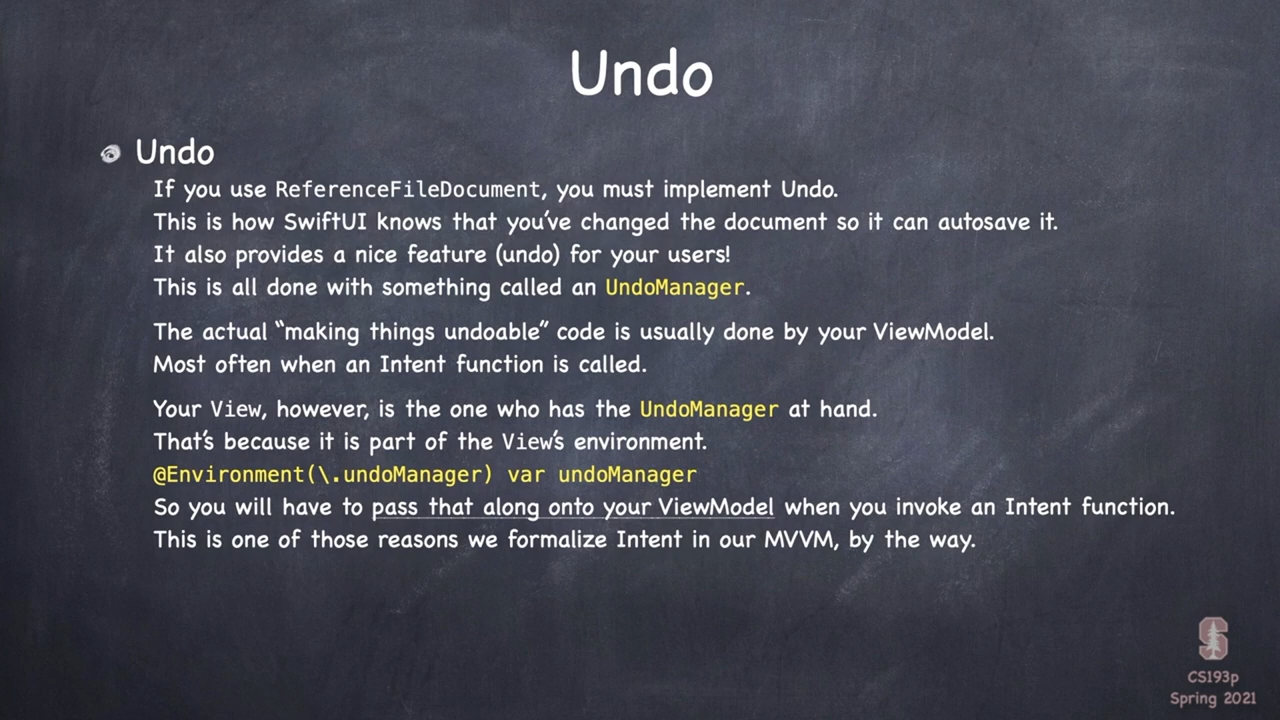 Undo
Undo
If you use ReferenceFileDocument, you must implement Undo.
This is how SwiftUI knows that you've changed the document so it can autosave it.
It also provides a nice feature (undo) for your users!
This is all done with something called an UndoManager.
The actual “making things undoable” code is usually done by your ViewModel.
Most often when an Intent function is called.
Your View, however, is the one who has the UndoManager at hand.
That's because it is part of the View's environment.
@Environment(\.undoManager) var undoManager
So you will have to pass that along onto your ViewModel when you invoke an Intent function.
This is one of those reasons we formalize Intent in our MVVM, by the way.
S
CS193p
Spring 2021